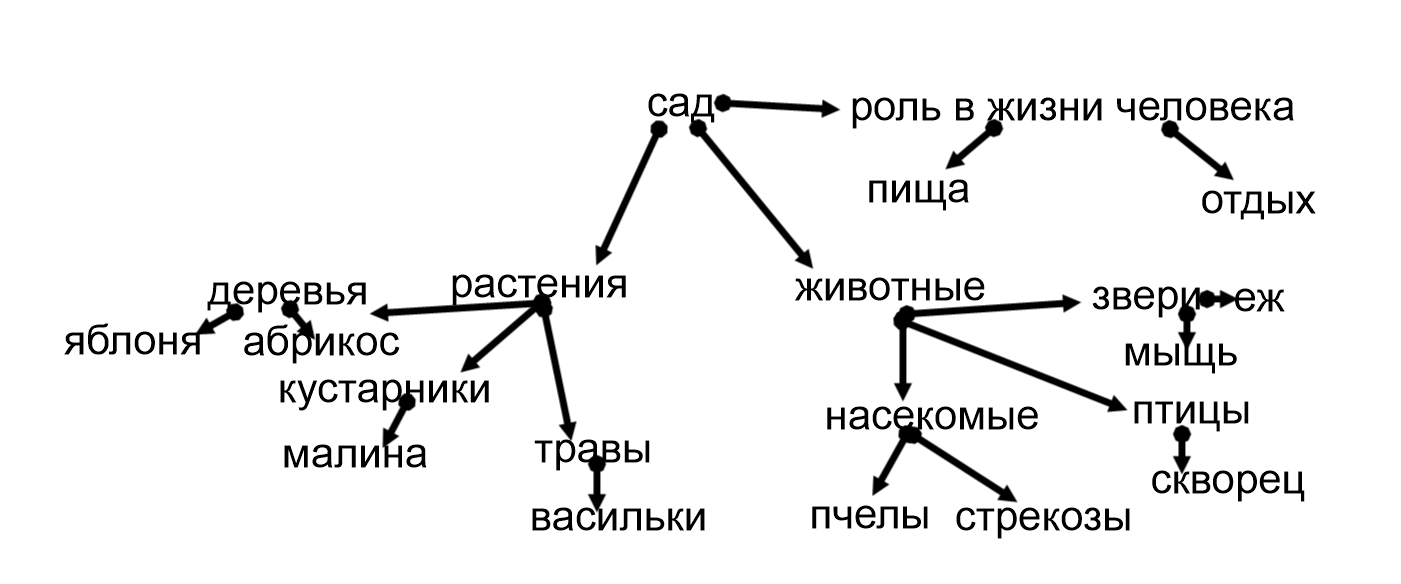 сад роль в жизни человека
пища
отдых
деревья растения животные звери еж
яблоня абрикос мыщь
кустарники
насекомые птицы
малина травы
скворец
васильки пчелы стрекозы